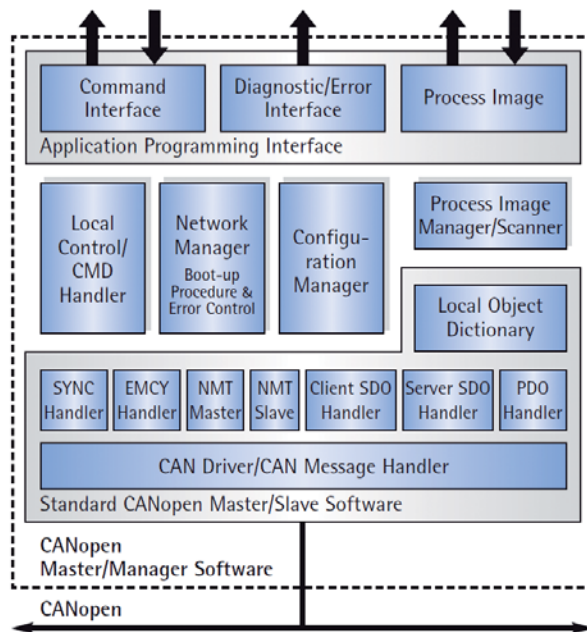 Command
Interface
Diagnostic/Error
Interface
Process Image
Application Programming Interface
Local
Control/
CMD
Handler
Network
Manager
Boot-up
Procedure &
Error Control
Configu-
ration
Manager
Process Image
Manager/Scanner
Local Object
Dictionary
SYNC
Handler
EMCY
Handler
NMT
Master
NMT
Slave
Client SDO
Handler
Server SDO
Handler
PDO
Handler
CAN Driver/CAN Message Handler
Standard CANopen Master/Slave Software
CANopen
Master/Manager Software
CANopen